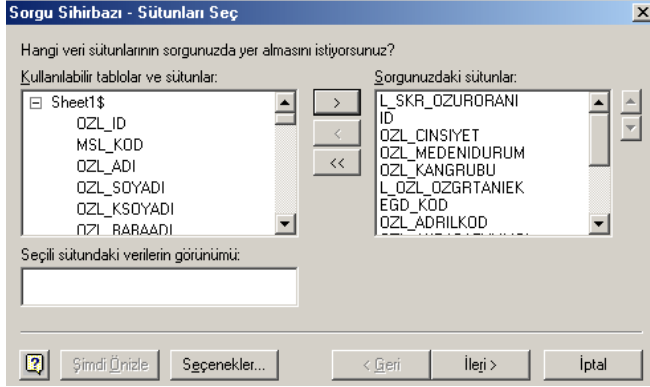 Sorgu Sihirbazı - Sütunları Seç
Hangi veri sütunlarının sorgunuzda yer almasını istiyorsunuz?
Kullanılabilir tablolar ve sütunlar:
Sheet1$
OZL_ID
MSL_KOD
OZL_ADI
OZL_SOYADI
OZL_KSOYADI
OZL_BABAADI
>
<
<<
Sorgunuzdaki sütunlar:
L_SKR_OZURORANI
ID
OZL_CINSIYET
OZL_MEDENIDURUM
OZL_KANGRUBU
L_OZL_OZGRTANIEK
EGD_KOD
OZL_ADRILKOD
Seçili sütundaki verilerin görünümü:
Şimdi Önizle
Seçenekler...
< Geri
İleri >
İptal